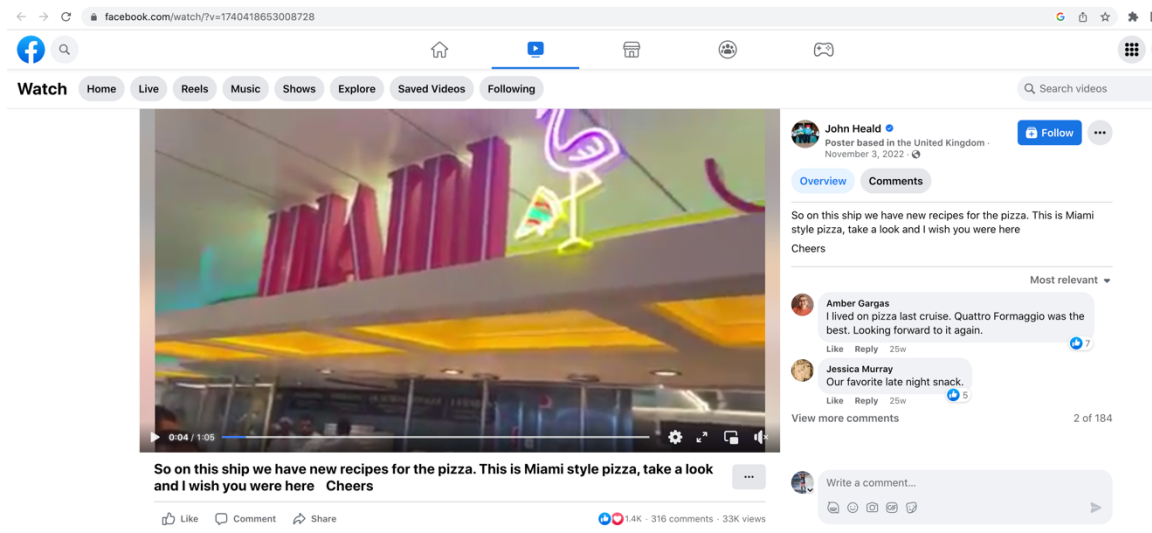 facebook.com/watch/?v=1740418653008728
Watch
Home
Live
Reels
Music
Shows
Explore
Saved Videos
Following
Search videos
MIAMI
0:04 / 1:05
So on this ship we have new recipes for the pizza. This is Miami style pizza, take a look
and I wish you were here Cheers
Like
Comment
Share
1.4K · 316 comments · 33K views
John Heald
Follow
Poster based in the United Kingdom ·
November 3, 2022 ·
Overview
Comments
So on this ship we have new recipes for the pizza. This is Miami
style pizza, take a look and I wish you were here
Cheers
Most relevant
Amber Gargas
I lived on pizza last cruise. Quattro Formaggio was the
best. Looking forward to it again.
7
Like Reply 25w
Jessica Murray
Our favorite late night snack.
5
Like Reply 25w
View more comments
2 of 184
Write a comment...
GIF